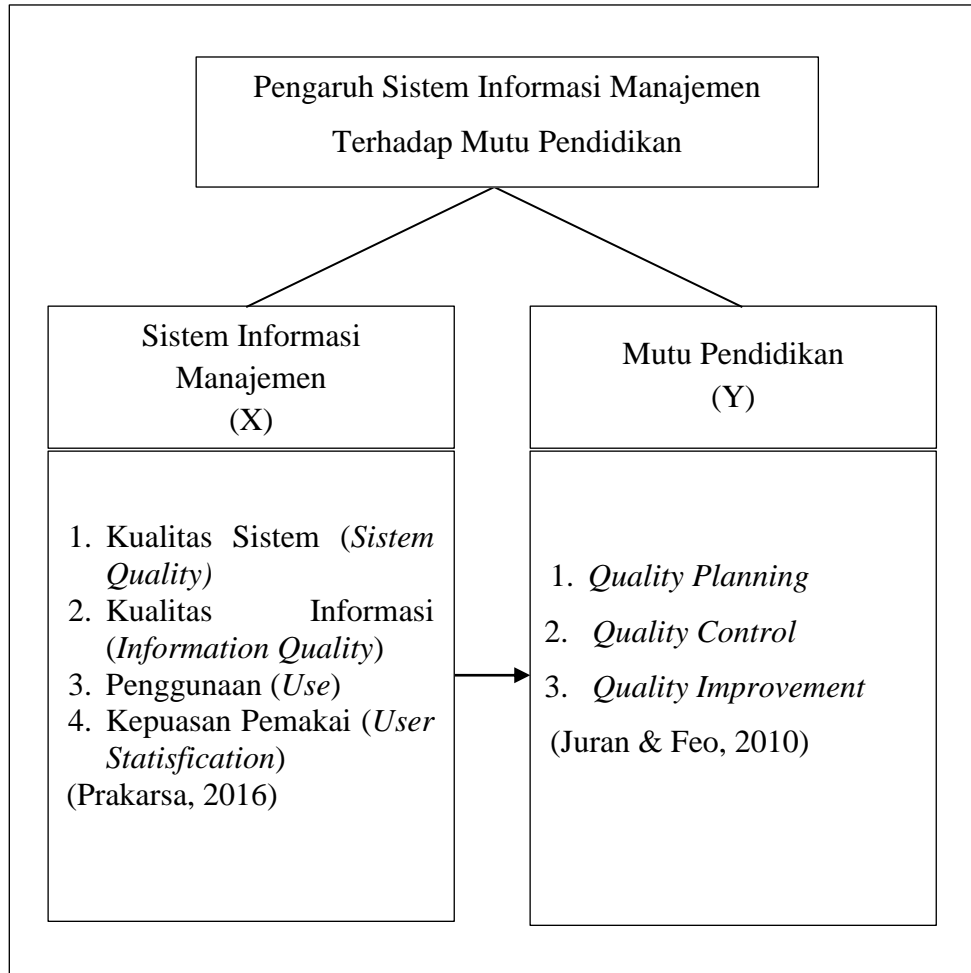 Pengaruh Sistem Informasi Manajemen
Terhadap Mutu Pendidikan
Sistem Informasi
Manajemen
(X)
1. Kualitas Sistem (Sistem
Quality)
2. Kualitas Informasi
(Information Quality)
3. Penggunaan (Use)
4. Kepuasan Pemakai (User
Statisfication)
(Prakarsa, 2016)
Mutu Pendidikan
(Y)
1. Quality Planning
2. Quality Control
3. Quality Improvement
(Juran & Feo, 2010)